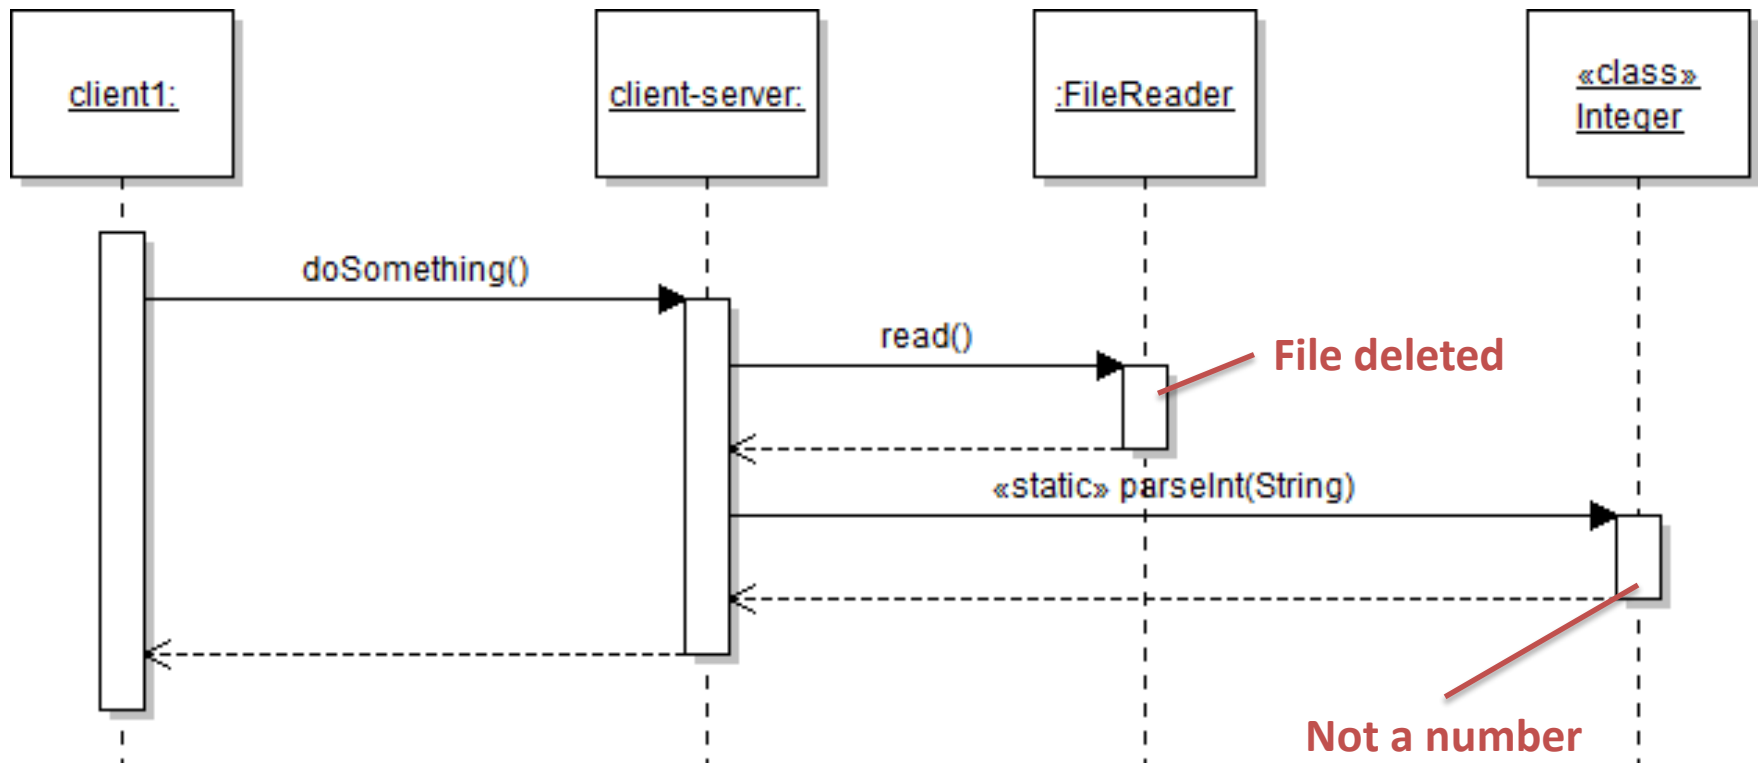 client1:
client-server:
:FileReader
«class»
Integer
doSomething()
read()
File deleted
«static» parseInt(String)
Not a number